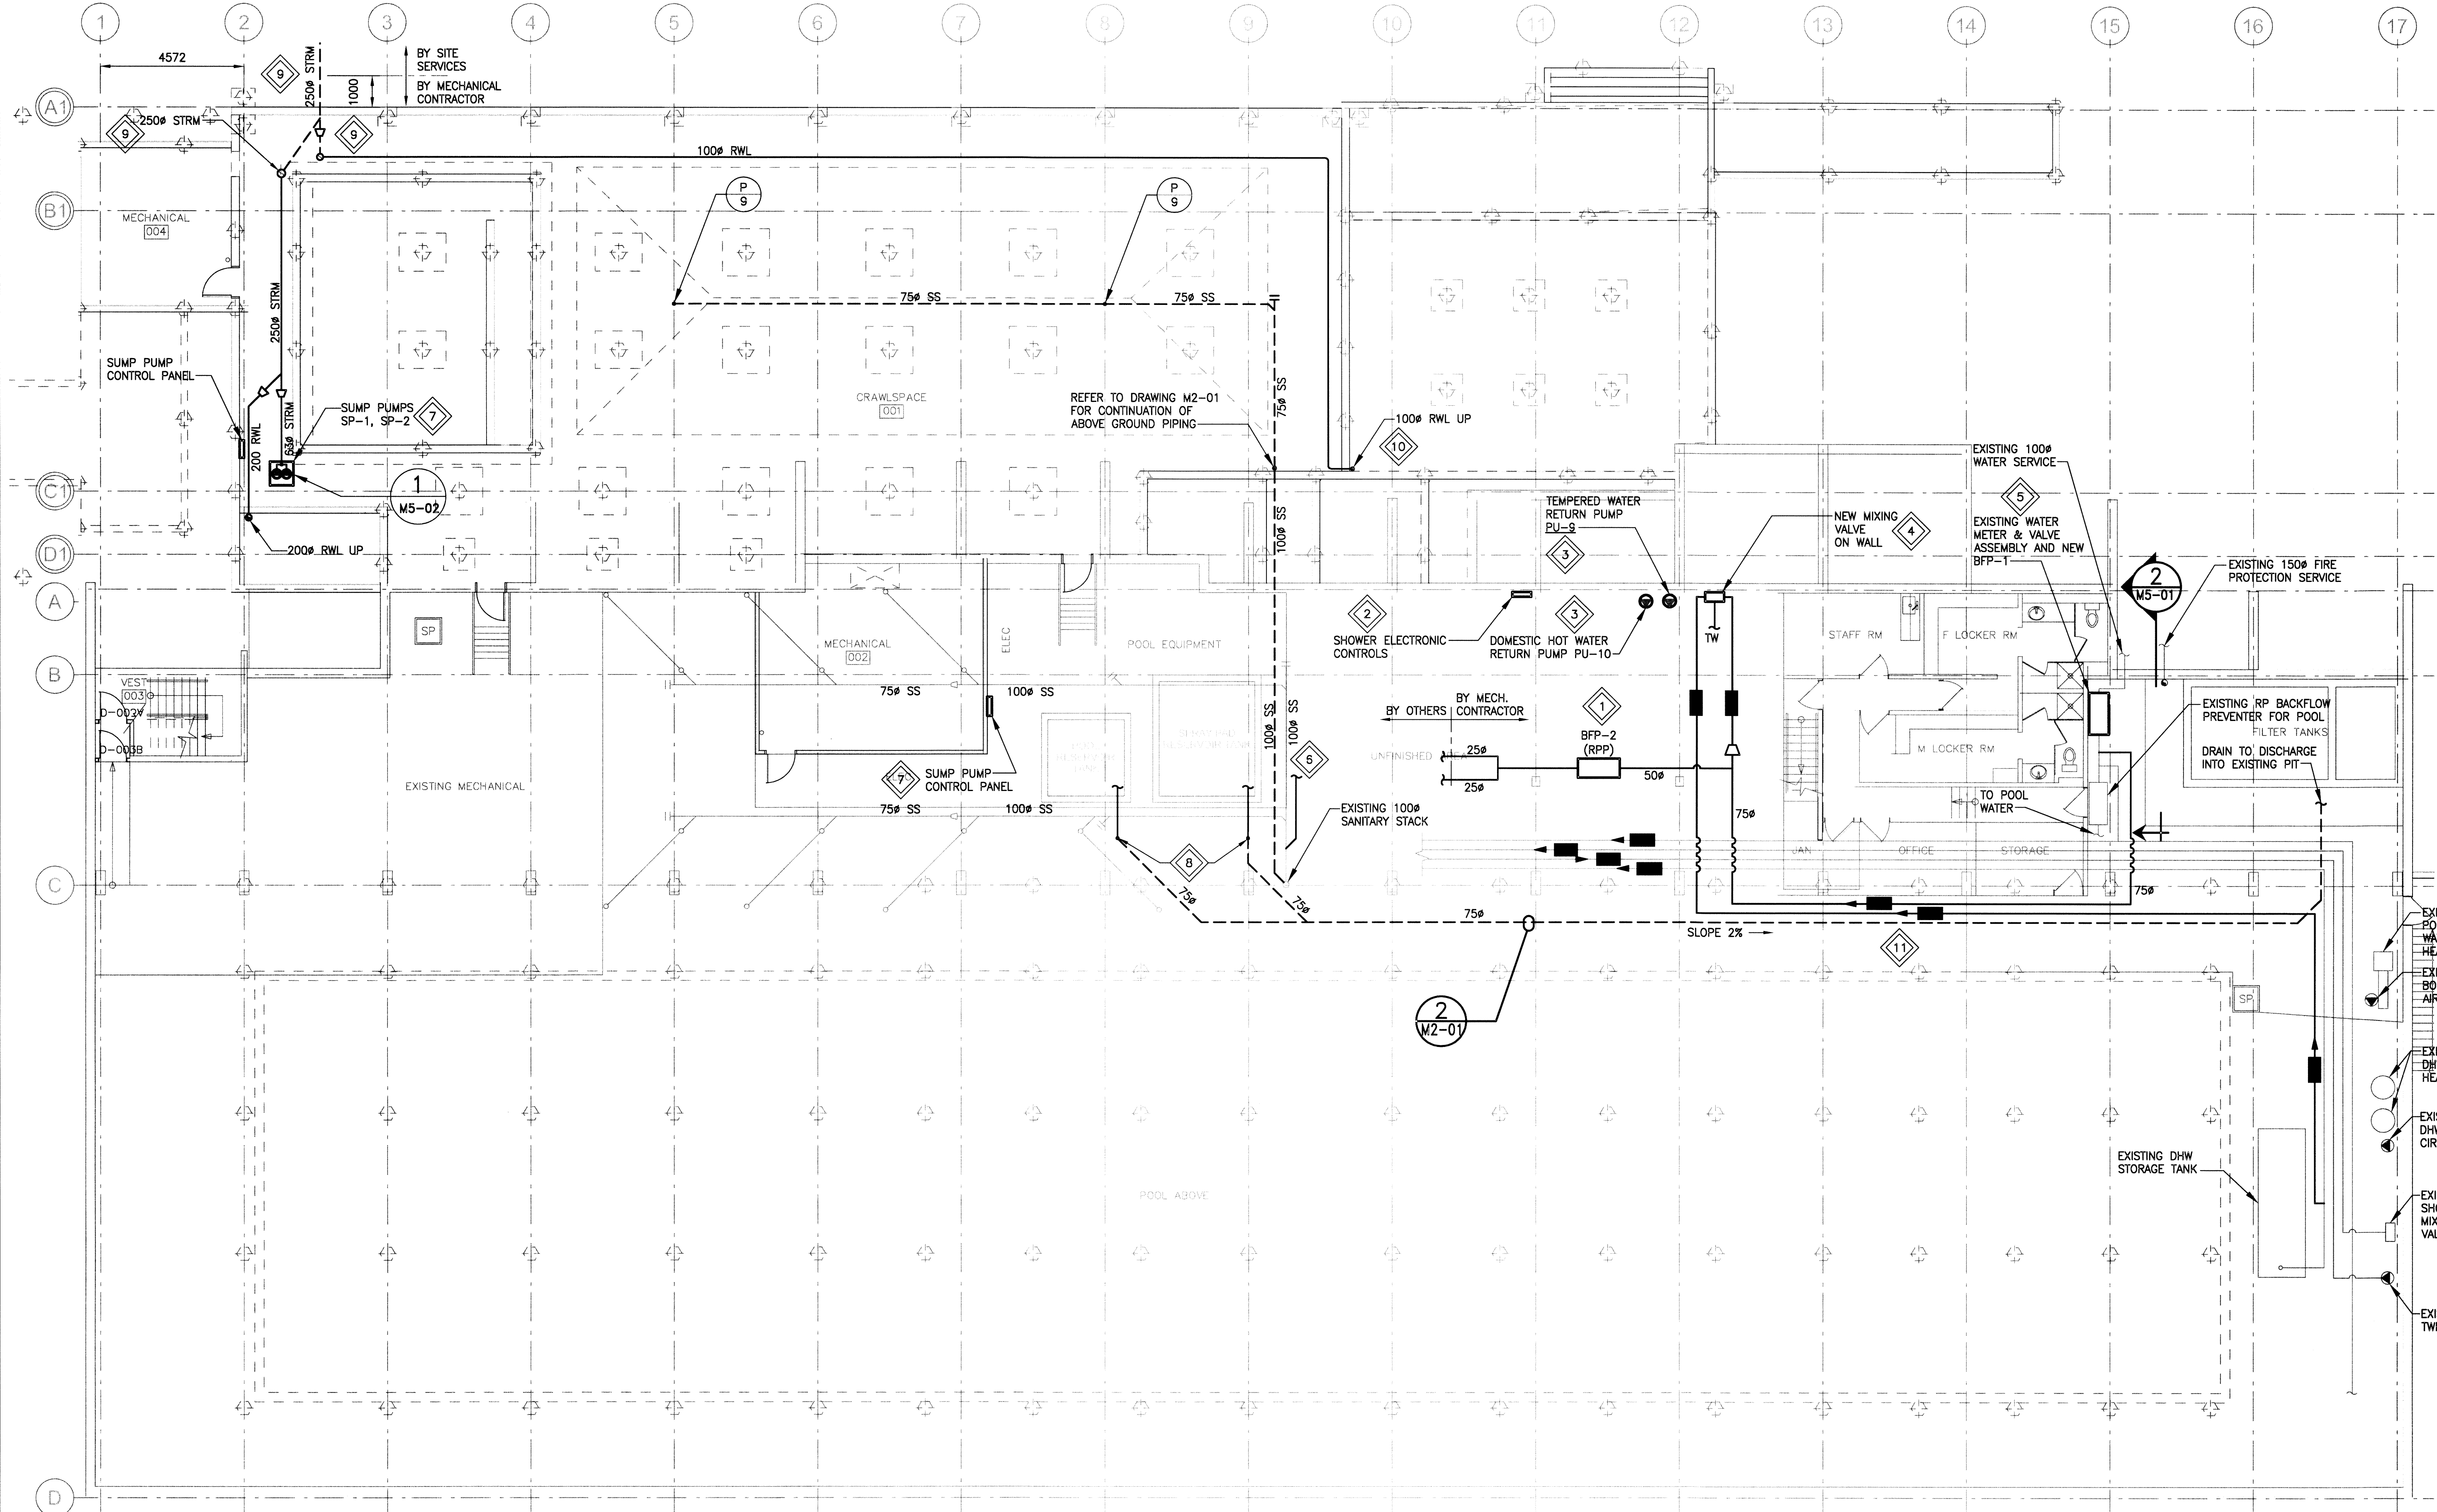 1 2 3 4 5 6 7 8 9 10 11 12 13 14 15 16 17
4572
9
250ø STRM
1000
BY SITE
SERVICES
BY MECHANICAL
CONTRACTOR
A1
250ø STRM
9
9
100ø RWL
P
9
P
9
B1
MECHANICAL
004
250ø STRM
75ø SS
75ø SS
SUMP PUMP
CONTROL PANEL
SUMP PUMPS
SP-1, SP-2
7
200 RWL
63ø STRM
CRAWLSPACE
001
75ø SS
REFER TO DRAWING M2-01
FOR CONTINUATION OF
ABOVE GROUND PIPING
100ø RWL UP
10
C1
1
M5-02
200ø RWL UP
D1
100ø SS
TEMPERED WATER
RETURN PUMP
PU-9
3
NEW MIXING
VALVE
ON WALL
4
EXISTING 100ø
WATER SERVICE
5
EXISTING WATER
METER & VALVE
ASSEMBLY AND NEW
BFP-1
2
M5-01
EXISTING 150ø FIRE
PROTECTION SERVICE
A
SP
MECHANICAL
002
ELEC
POOL EQUIPMENT
2
SHOWER ELECTRONIC
CONTROLS
3
DOMESTIC HOT WATER
RETURN PUMP PU-10
TW
STAFF RM
F LOCKER RM
B
VEST
003
D-003B
75ø SS
100ø SS
100ø SS
100ø SS
BY OTHERS
BY MECH.
CONTRACTOR
1
BFP-2
(RPP)
25ø
25ø
50ø
UNFINISHED AREA
M LOCKER RM
EXISTING RP BACKFLOW
PREVENTER FOR POOL
FILTER TANKS
DRAIN TO DISCHARGE
INTO EXISTING PIT
EXISTING MECHANICAL
7
SUMP PUMP
CONTROL PANEL
75ø SS
100ø SS
6
EXISTING 100ø
SANITARY STACK
75ø
TO POOL
WATER
8
JAN
OFFICE
STORAGE
C
75ø
75ø
75ø
75ø
SLOPE 2%
11
2
M2-01
SP
POOL ABOVE
EXISTING DHW
STORAGE TANK
D